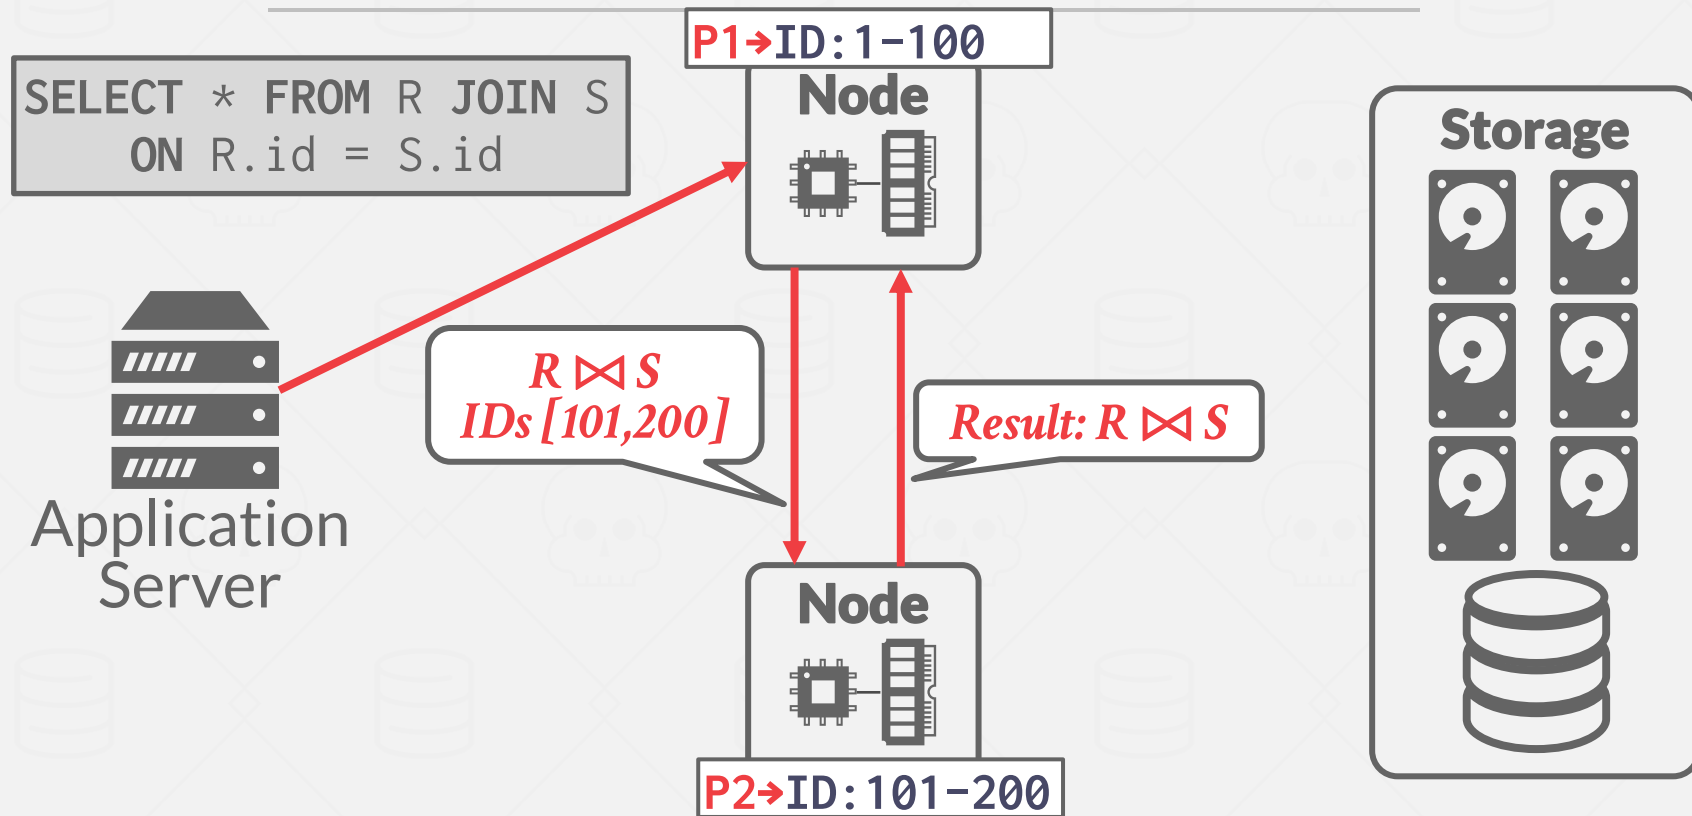 P1→ID:1-100
SELECT * FROM R JOIN S
ON R.id = S.id
Node
Storage
R ⋈ S
IDs [101,200]
Result: R ⋈ S
Application
Server
Node
P2→ID:101-200